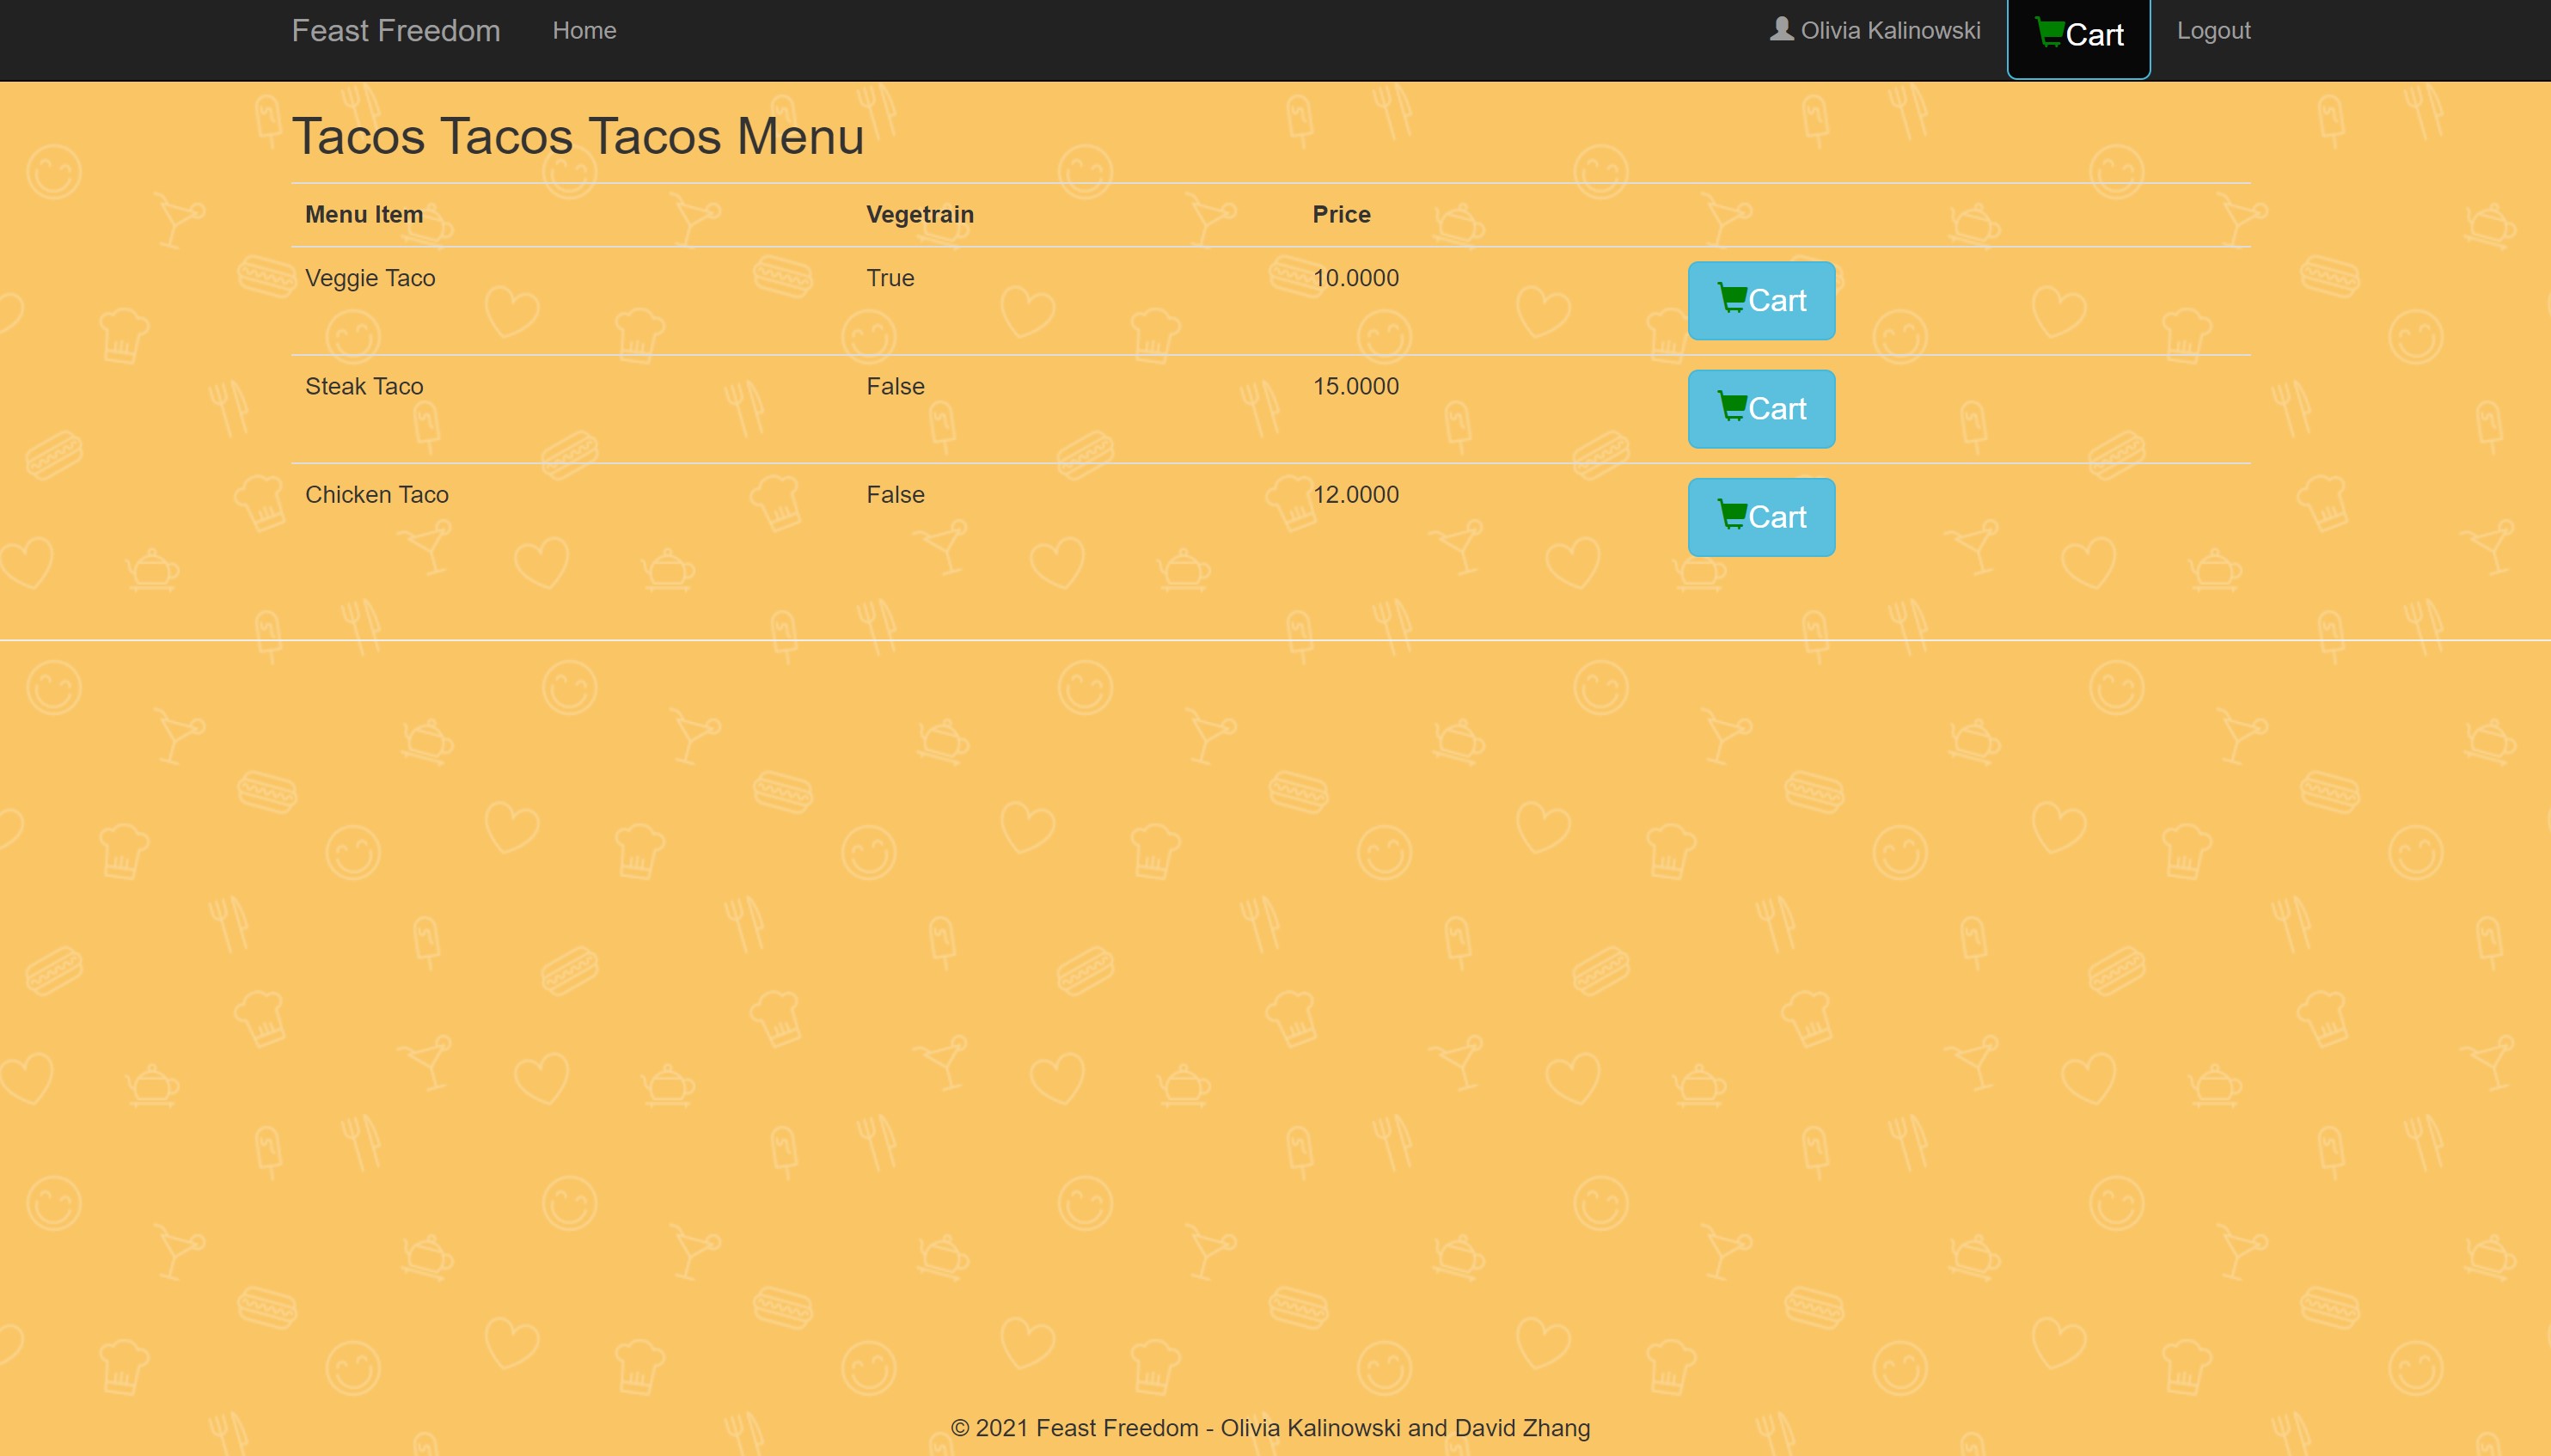 Feast Freedom Home Olivia Kalinowski Cart Logout
Tacos Tacos Tacos Menu
Menu Item Vegetrain Price
Veggie Taco True 10.0000 Cart
Steak Taco False 15.0000 Cart
Chicken Taco False 12.0000 Cart
© 2021 Feast Freedom - Olivia Kalinowski and David Zhang